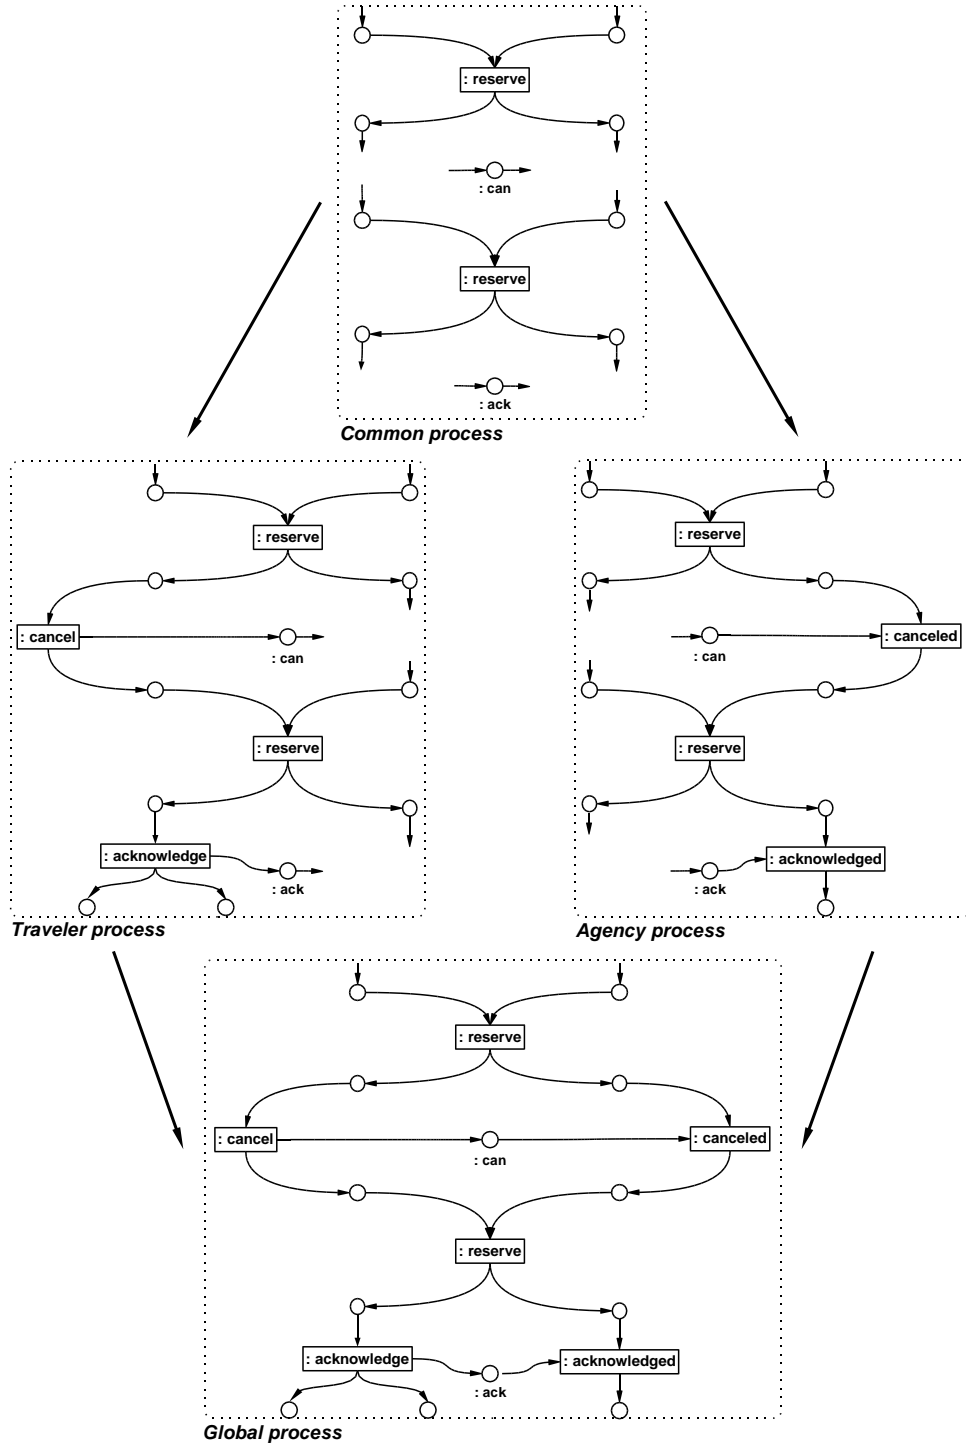 : reserve
: can
: reserve
: ack
Common process
: reserve
: cancel
: can
: reserve
: acknowledge
: ack
Traveler process
: reserve
: can
: canceled
: reserve
: ack
: acknowledged
Agency process
: reserve
: cancel
: can
: canceled
: reserve
: acknowledge
: ack
: acknowledged
Global process